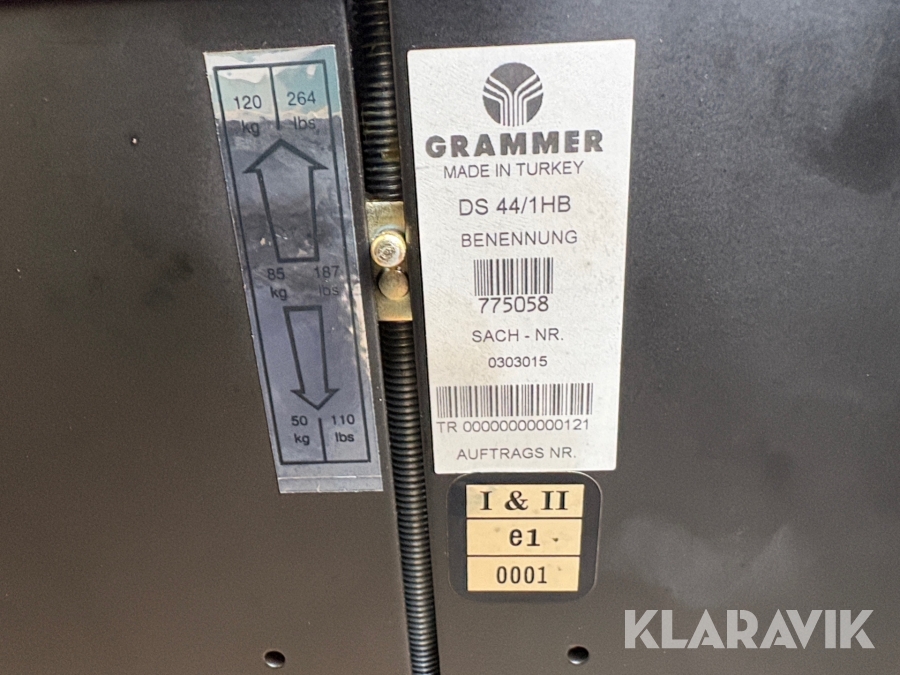 120 kg 264 lbs
85 kg 187 lbs
50 kg 110 lbs
GRAMMER
MADE IN TURKEY
DS 44/1HB
BENENNUNG
775058
SACH - NR.
0303015
TR 00000000000121
AUFTRAGS NR.
I & II
e1
0001
KLARAVIK